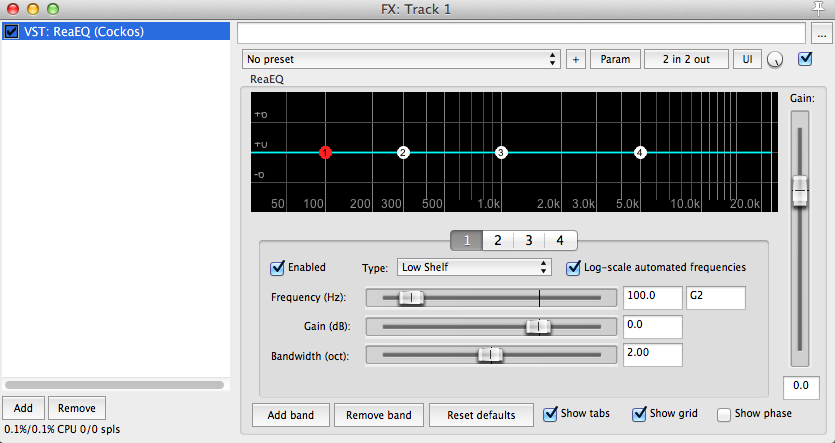 FX: Track 1
VST: ReaEQ (Cockos)
...
No preset
+
Param
2 in 2 out
UI
ReaEQ
Gain:
+6
+0
-6
50 100 200 300 500 1.0k 2.0k 3.0k 5.0k 10.0k 20.0k
1 2 3 4
1 2 3 4
Enabled
Type: Low Shelf
Log-scale automated frequencies
Frequency (Hz): 100.0 G2
Gain (dB): 0.0
Bandwidth (oct): 2.00
0.0
Add band
Remove band
Reset defaults
Show tabs
Show grid
Show phase
Add
Remove
0.1%/0.1% CPU 0/0 spls